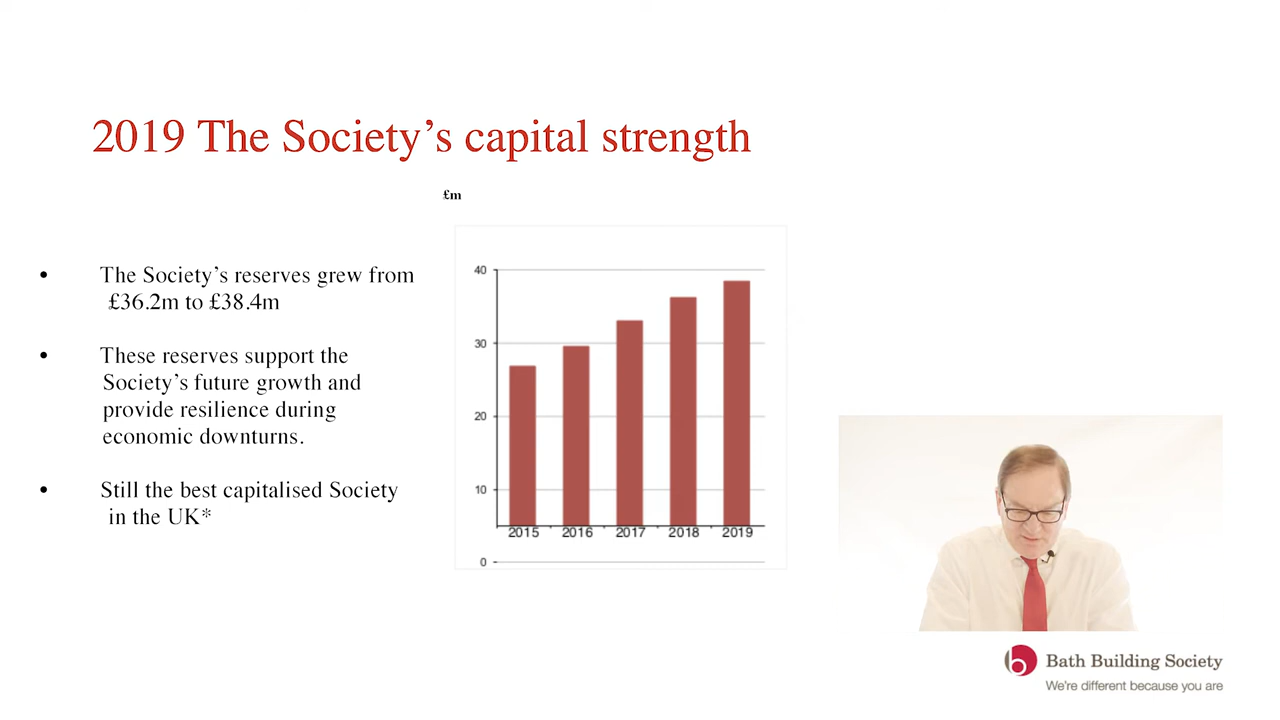 2019 The Society’s capital strength
£m
• The Society’s reserves grew from
£36.2m to £38.4m
• These reserves support the
Society’s future growth and
provide resilience during
economic downturns.
• Still the best capitalised Society
in the UK*
40
30
20
10
2015 2016 2017 2018 2019
0
b Bath Building Society
We're different because you are